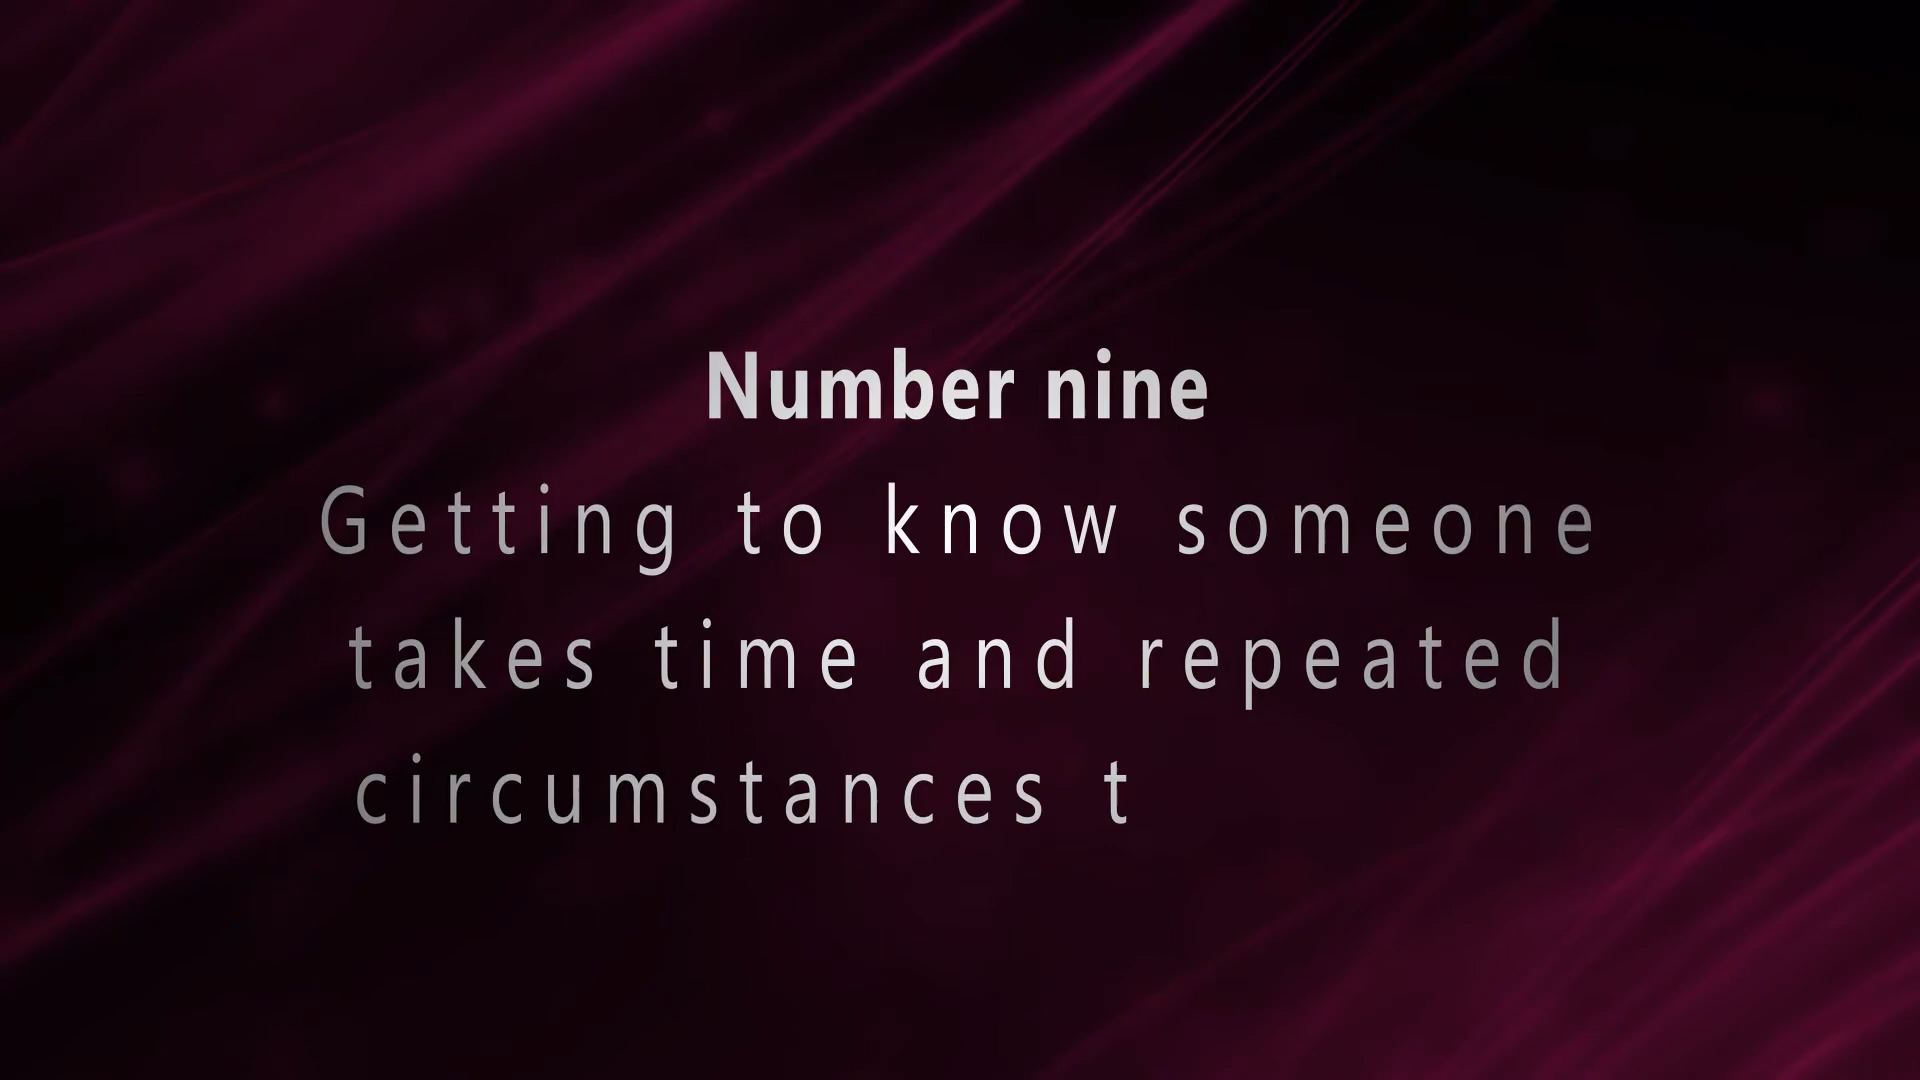 Number nine
Getting to know someone
takes time and repeated
circumstances t